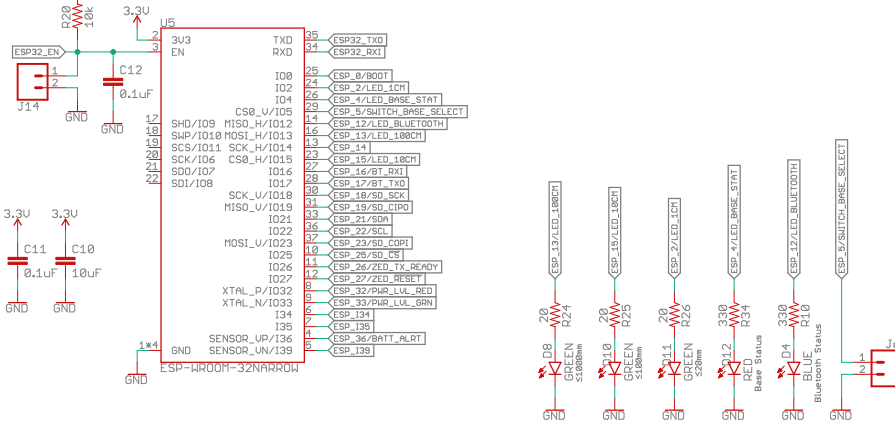 R20
10k
3.3V
ESP32_EN
J14
1
2
GND
C12
0.1uF
GND
3.3V
C11
0.1uF
GND
3.3V
C10
10uF
GND
U5
2 3V3
3 EN
17 SHD/IO9
18 SWP/IO10
19 SCS/IO11
20 SCK/IO6
21 SDO/IO7
22 SDI/IO8
1*4 GND
GND
TXD 35 ESP32_TXO
RXD 34 ESP32_RXI
IO0 25 ESP_0/BOOT
IO2 24 ESP_2/LED_1CM
IO4 26 ESP_4/LED_BASE_STAT
CS0_V/IO5 29 ESP_5/SWITCH_BASE_SELECT
MISO_H/IO12 14 ESP_12/LED_BLUETOOTH
MOSI_H/IO13 16 ESP_13/LED_100CM
SCK_H/IO14 13 ESP_14
CS0_H/IO15 23 ESP_15/LED_10CM
IO16 27 ESP_16/BT_RXI
IO17 28 ESP_17/BT_TXO
SCK_V/IO18 30 ESP_18/SD_SCK
MISO_V/IO19 31 ESP_19/SD_CIPO
IO21 33 ESP_21/SDA
IO22 36 ESP_22/SCL
MOSI_V/IO23 37 ESP_23/SD_COPI
IO25 10 ESP_25/SD_CS
IO26 11 ESP_26/ZED_TX_READY
IO27 12 ESP_27/ZED_RESET
XTAL_P/IO32 8 ESP_32/PWR_LVL_RED
XTAL_N/IO33 9 ESP_33/PWR_LVL_GRN
I34 6 ESP_I34
I35 7 ESP_I35
SENSOR_VP/I36 4 ESP_36/BATT_ALRT
SENSOR_VN/I39 5 ESP_I39
ESP-WROOM-32NARROW
ESP_13/LED_100CM
20
R24
D8
GREEN
≤1000mm
GND
ESP_15/LED_10CM
20
R25
D10
GREEN
≤100mm
GND
ESP_2/LED_1CM
20
R26
D11
GREEN
≤20mm
GND
ESP_4/LED_BASE_STAT
330
R34
D12
RED
Base Status
GND
ESP_12/LED_BLUETOOTH
330
R10
D4
BLUE
Bluetooth Status
GND
ESP_5/SWITCH_BASE_SELECT
1
2
GND